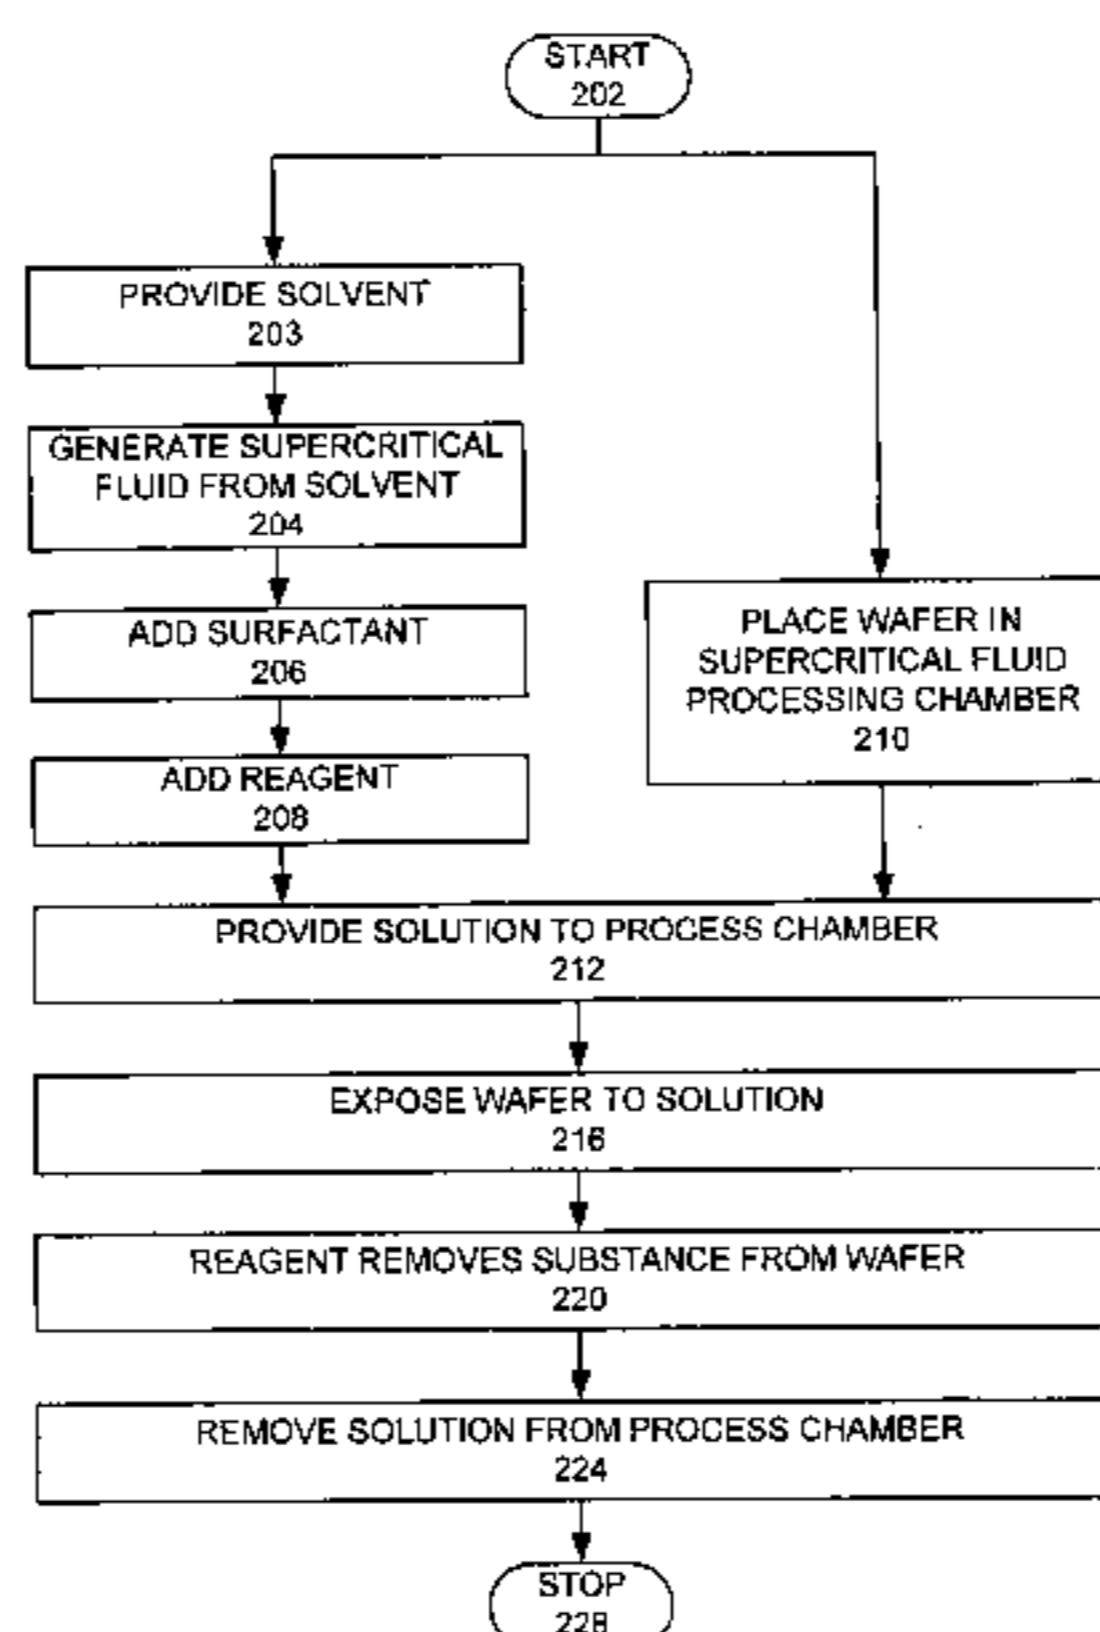 START
202
PROVIDE SOLVENT
203
GENERATE SUPERCRITICAL
FLUID FROM SOLVENT
204
ADD SURFACTANT
206
ADD REAGENT
208
PLACE WAFER IN
SUPERCRITICAL FLUID
PROCESSING CHAMBER
210
PROVIDE SOLUTION TO PROCESS CHAMBER
212
EXPOSE WAFER TO SOLUTION
216
REAGENT REMOVES SUBSTANCE FROM WAFER
220
REMOVE SOLUTION FROM PROCESS CHAMBER
224
STOP
228